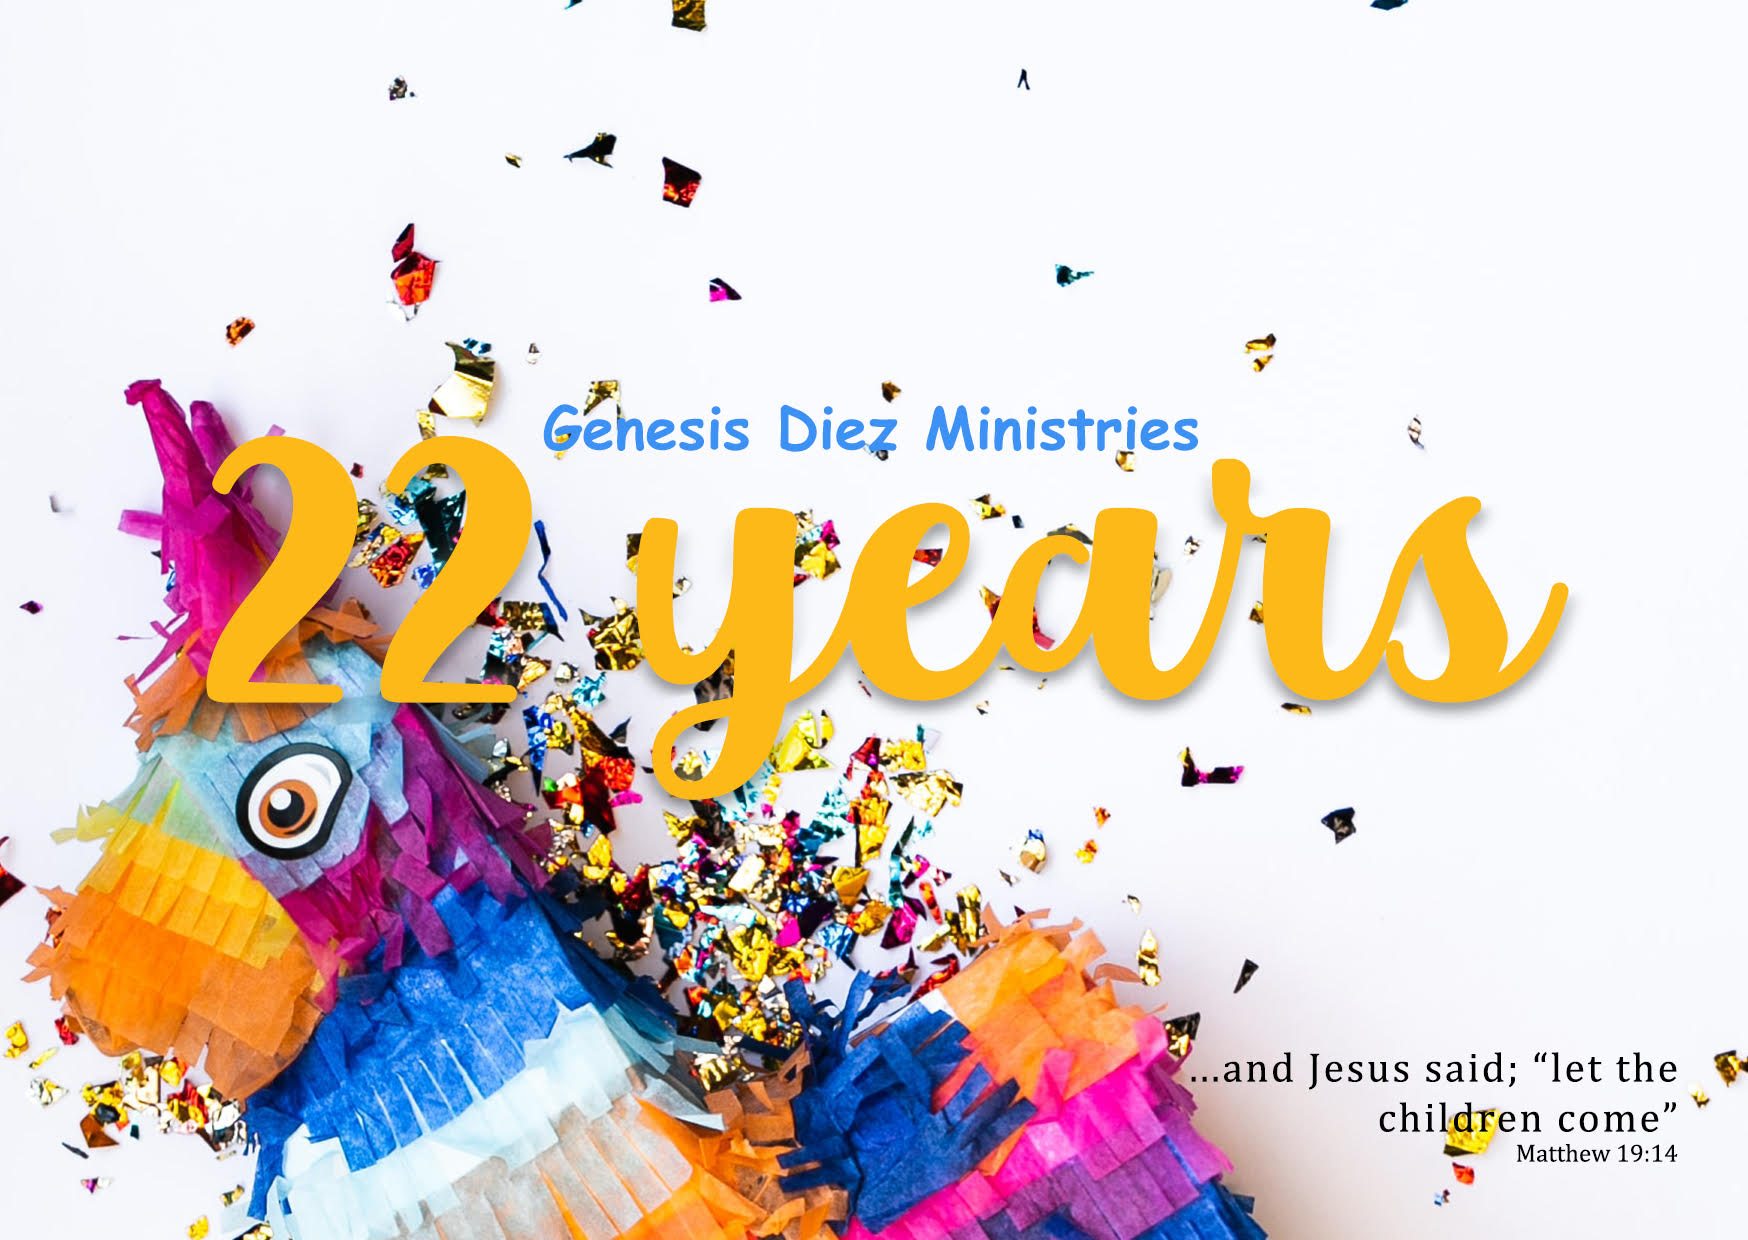 Genesis Diez Ministries
22 years
...and Jesus said; “let the
children come”
Matthew 19:14